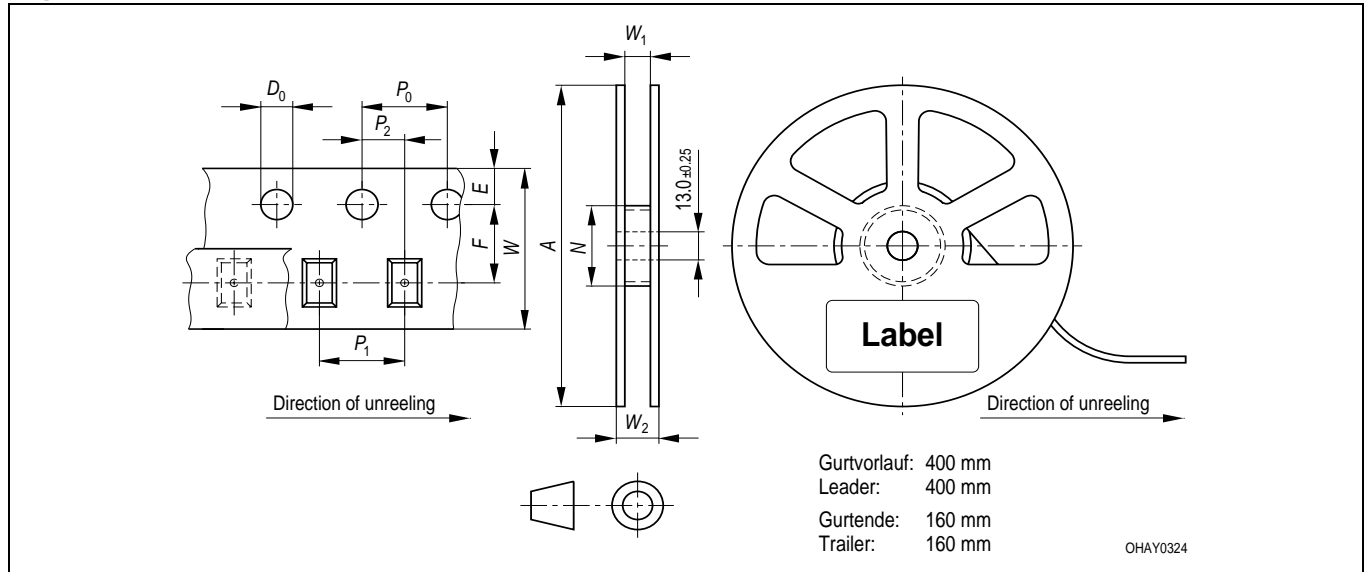 W1
D0
P0
P2
E
F
W
A
N
13.0 ±0.25
P1
W2
Label
Direction of unreeling
Direction of unreeling
Gurtvorlauf: 400 mm
Leader: 400 mm
Gurtende: 160 mm
Trailer: 160 mm
OHAY0324